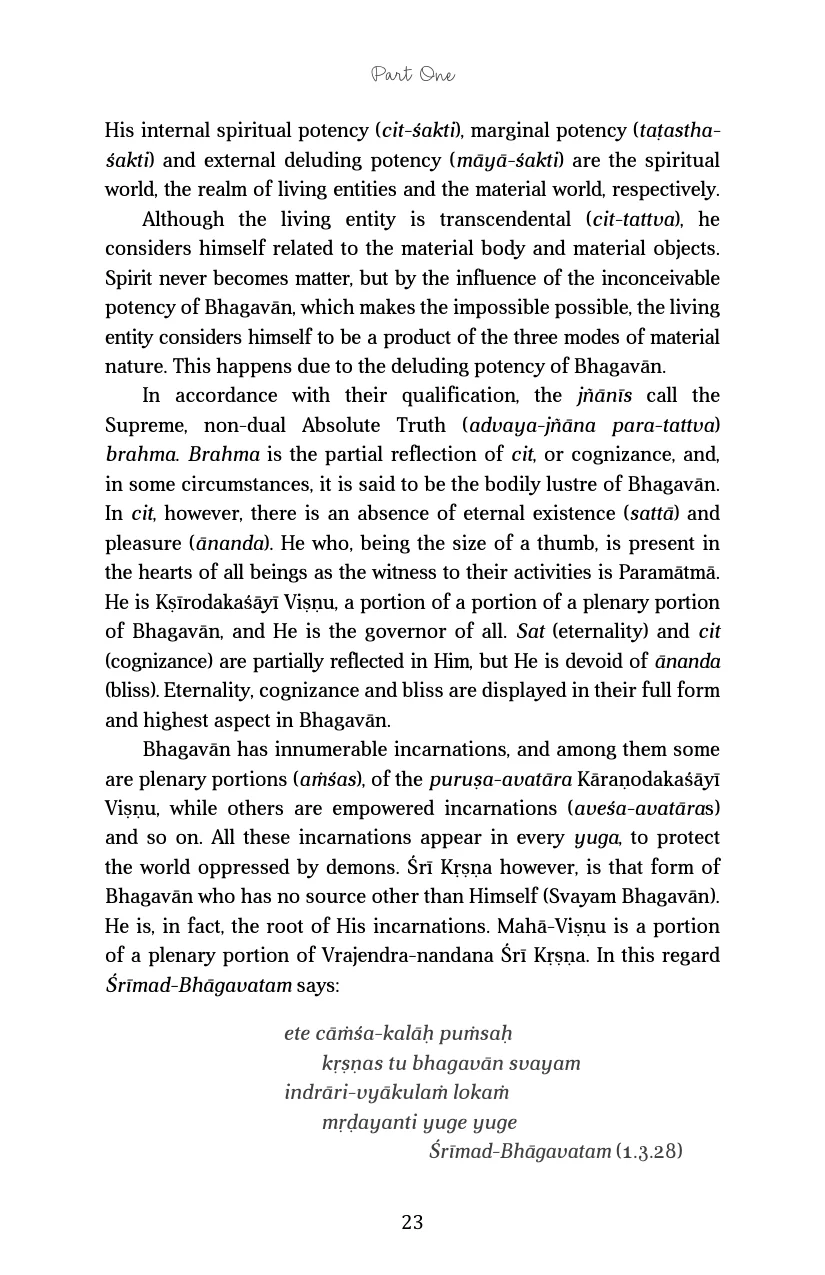 Part One
His internal spiritual potency (cit-śakti), marginal potency (taṭastha-
śakti) and external deluding potency (māyā-śakti) are the spiritual
world, the realm of living entities and the material world, respectively.
Although the living entity is transcendental (cit-tattva), he
considers himself related to the material body and material objects.
Spirit never becomes matter, but by the influence of the inconceivable
potency of Bhagavān, which makes the impossible possible, the living
entity considers himself to be a product of the three modes of material
nature. This happens due to the deluding potency of Bhagavān.
In accordance with their qualification, the jñānīs call the
Supreme, non-dual Absolute Truth (advaya-jñāna para-tattva)
brahma. Brahma is the partial reflection of cit, or cognizance, and,
in some circumstances, it is said to be the bodily lustre of Bhagavān.
In cit, however, there is an absence of eternal existence (sattā) and
pleasure (ānanda). He who, being the size of a thumb, is present in
the hearts of all beings as the witness to their activities is Paramātmā.
He is Kṣīrodakaśāyī Viṣṇu, a portion of a portion of a plenary portion
of Bhagavān, and He is the governor of all. Sat (eternality) and cit
(cognizance) are partially reflected in Him, but He is devoid of ānanda
(bliss). Eternality, cognizance and bliss are displayed in their full form
and highest aspect in Bhagavān.
Bhagavān has innumerable incarnations, and among them some
are plenary portions (aṁśas), of the puruṣa-avatāra Kāraṇodakaśāyī
Viṣṇu, while others are empowered incarnations (aveśa-avatāras)
and so on. All these incarnations appear in every yuga, to protect
the world oppressed by demons. Śrī Kṛṣṇa however, is that form of
Bhagavān who has no source other than Himself (Svayam Bhagavān).
He is, in fact, the root of His incarnations. Mahā-Viṣṇu is a portion
of a plenary portion of Vrajendra-nandana Śrī Kṛṣṇa. In this regard
Śrīmad-Bhāgavatam says:
ete cāṁśa-kalāḥ puṁsaḥ
kṛṣṇas tu bhagavān svayam
indrāri-vyākulaṁ lokaṁ
mṛḍayanti yuge yuge
Śrīmad-Bhāgavatam (1.3.28)
23